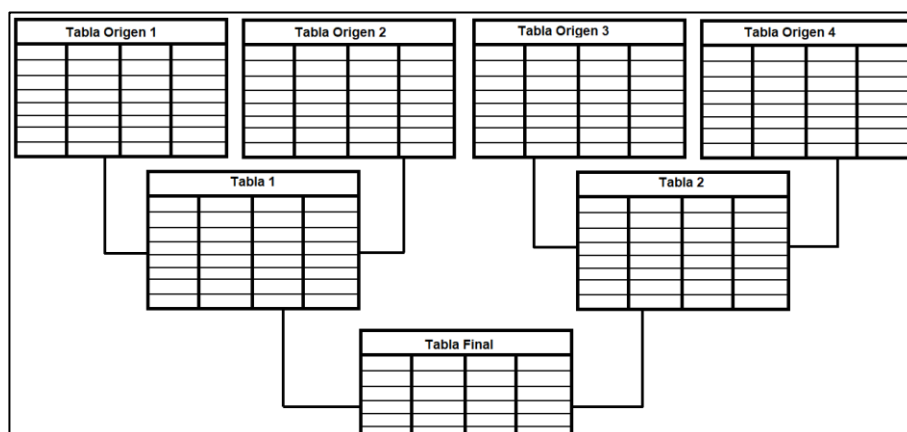 Tabla Origen 1
Tabla Origen 2
Tabla Origen 3
Tabla Origen 4
Tabla 1
Tabla 2
Tabla Final